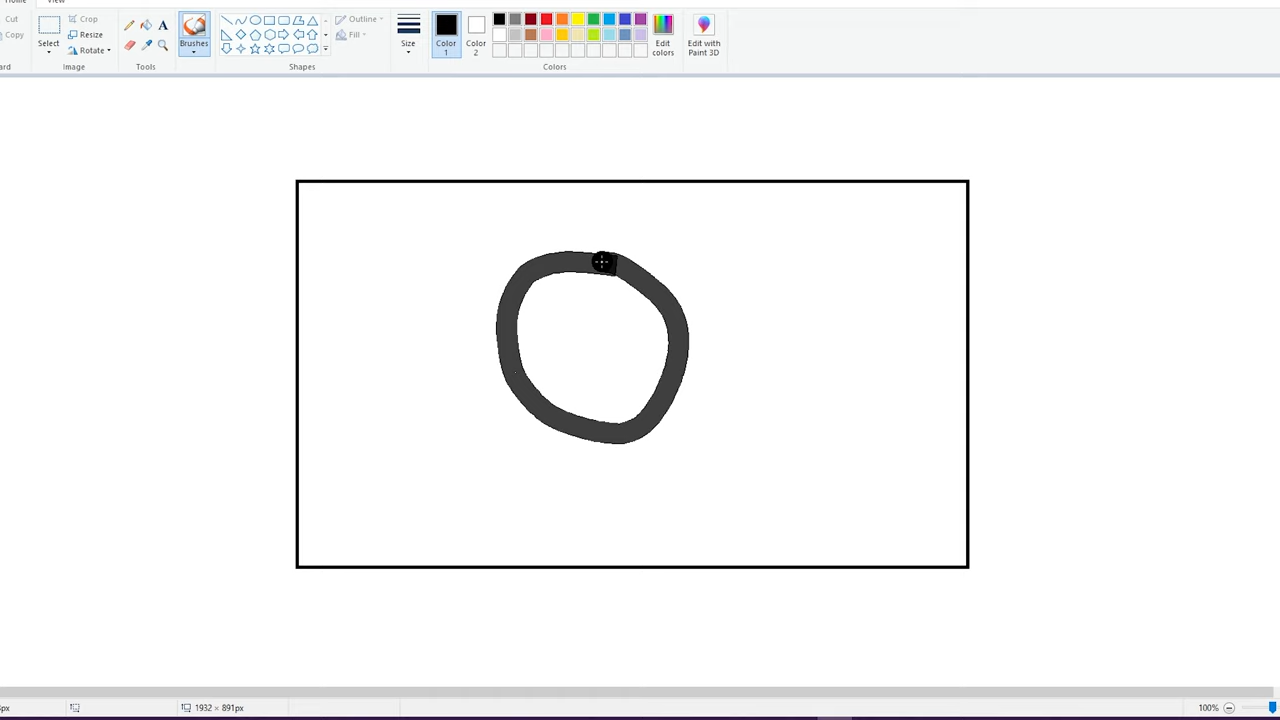 View
Cut
Copy
Crop
Resize
Rotate
Select
Brushes
Outline
Fill
Size
Color 1
Color 2
Edit colors
Edit with Paint 3D
Image
Tools
Shapes
Colors
1932 × 891px
100%